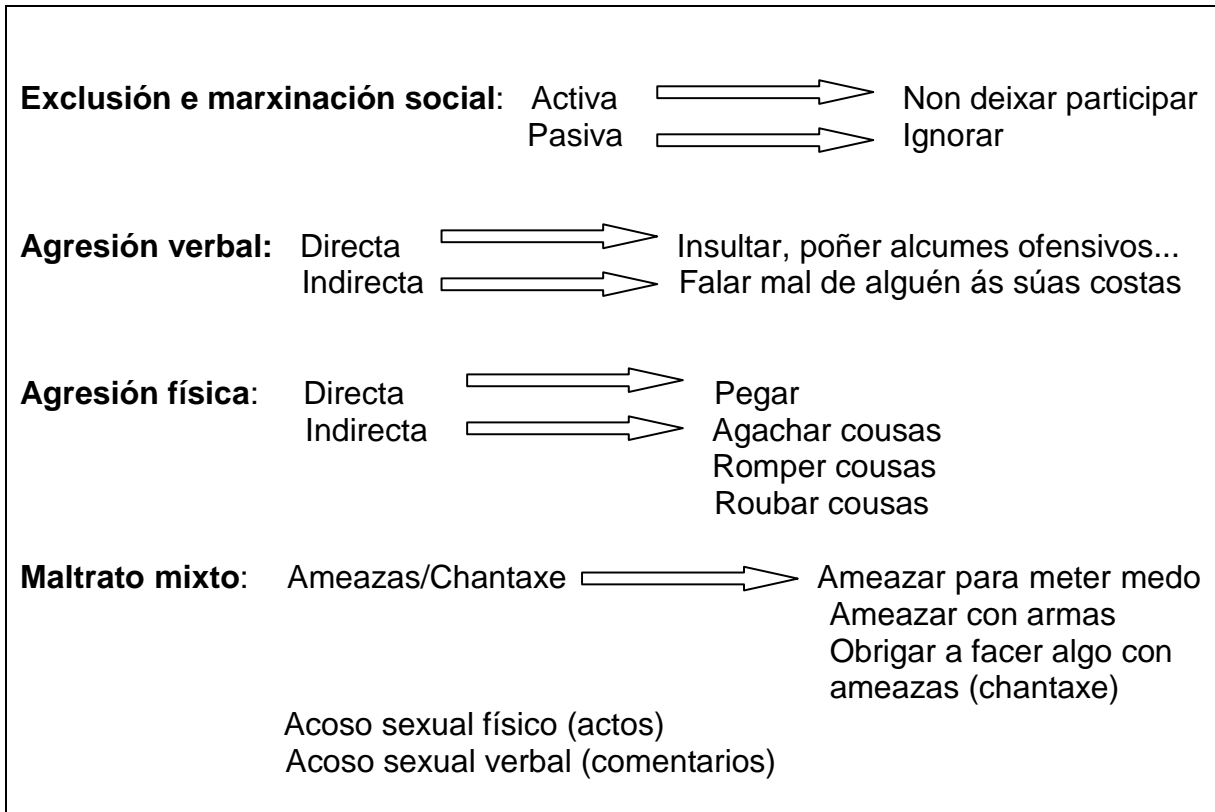 Exclusión e marxinación social: Activa Non deixar participar
Pasiva Ignorar
Agresión verbal: Directa Insultar, poñer alcumes ofensivos...
Indirecta Falar mal de alguén ás súas costas
Agresión física: Directa Pegar
Indirecta Agachar cousas
Romper cousas
Roubar cousas
Maltrato mixto: Ameazas/Chantaxe Ameazar para meter medo
Ameazar con armas
Obrigar a facer algo con
ameazas (chantaxe)
Acoso sexual físico (actos)
Acoso sexual verbal (comentarios)